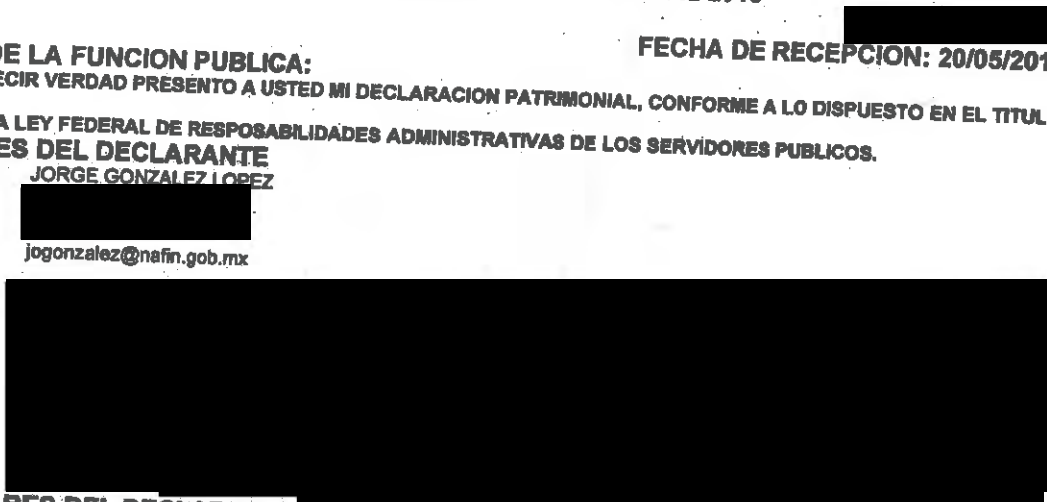 DE LA FUNCION PUBLICA:
FECHA DE RECEPCION: 20/05/201
ECIR VERDAD PRESENTO A USTED MI DECLARACION PATRIMONIAL, CONFORME A LO DISPUESTO EN EL TITUL
A LEY FEDERAL DE RESPOSABILIDADES ADMINISTRATIVAS DE LOS SERVIDORES PUBLICOS.
ES DEL DECLARANTE
JORGE GONZALEZ LOPEZ
jogonzalez@nafin.gob.mx